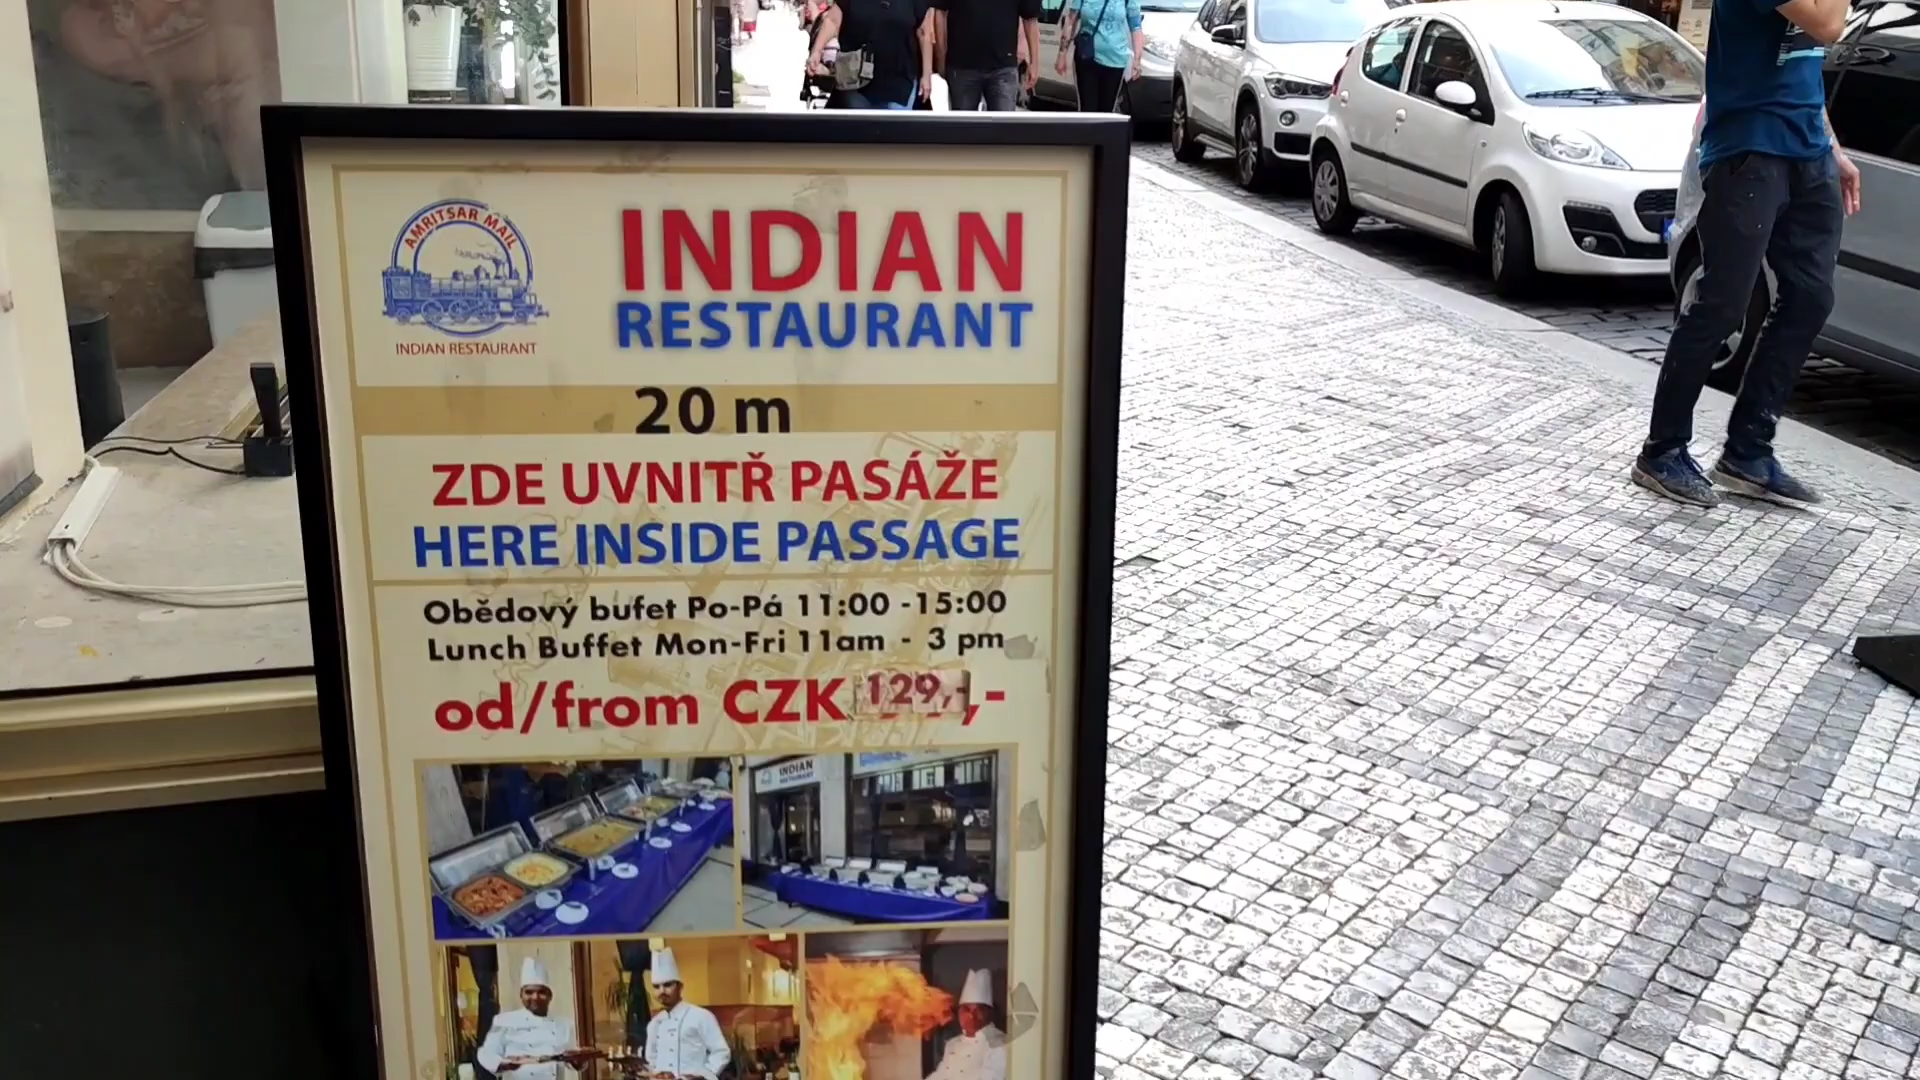 AMRITSAR MAIL
INDIAN RESTAURANT
INDIAN
RESTAURANT
20 m
ZDE UVNITŘ PASÁŽE
HERE INSIDE PASSAGE
Obědový bufet Po-Pá 11:00 -15:00
Lunch Buffet Mon-Fri 11am - 3 pm
od/from CZK 129,-,-
INDIAN
RESTAURANT